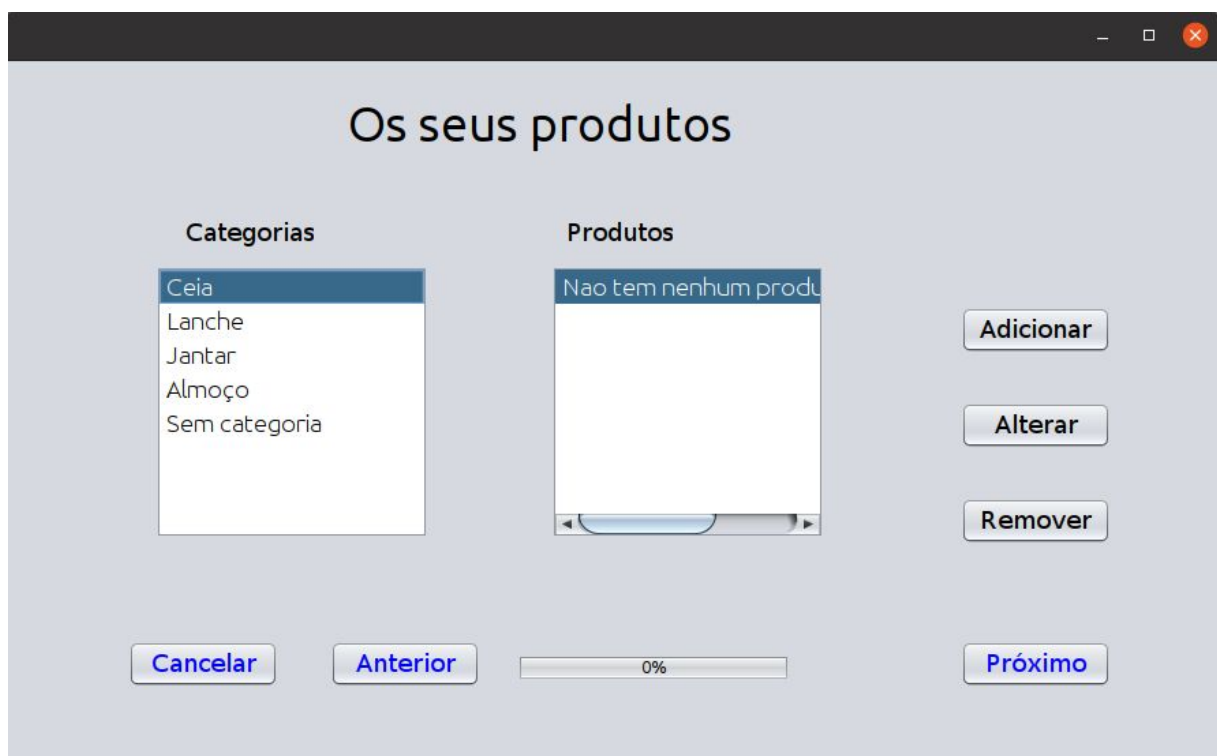 Os seus produtos
Categorias
Produtos
Ceia
Lanche
Jantar
Almoço
Sem categoria
Nao tem nenhum produ
Adicionar
Alterar
Remover
Cancelar
Anterior
0%
Próximo